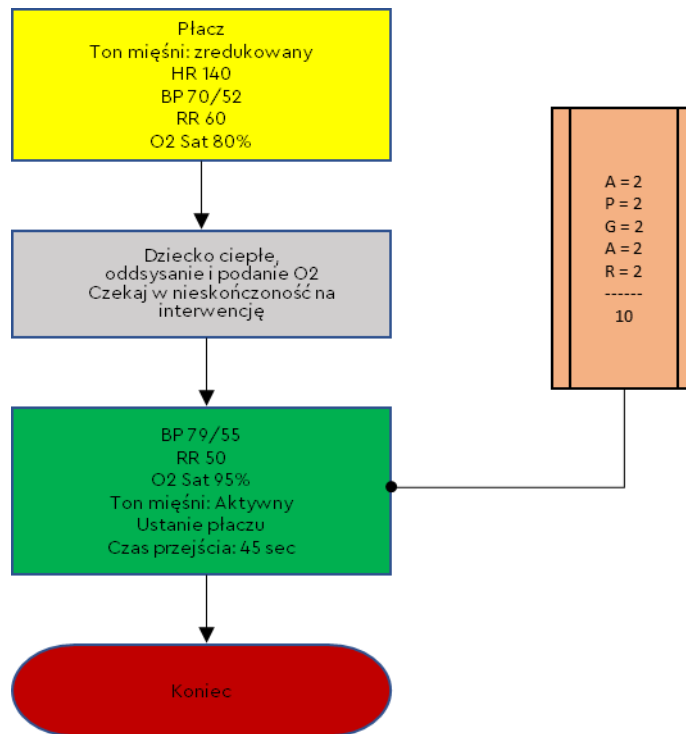 Płacz
Ton mięśni: zredukowany
HR 140
BP 70/52
RR 60
O2 Sat 80%
Dziecko ciepłe,
oddsysanie i podanie O2
Czekaj w nieskończoność na
interwencję
BP 79/55
RR 50
O2 Sat 95%
Ton mięśni: Aktywny
Ustanie płaczu
Czas przejścia: 45 sec
Koniec
A = 2
P = 2
G = 2
A = 2
R = 2
------
10